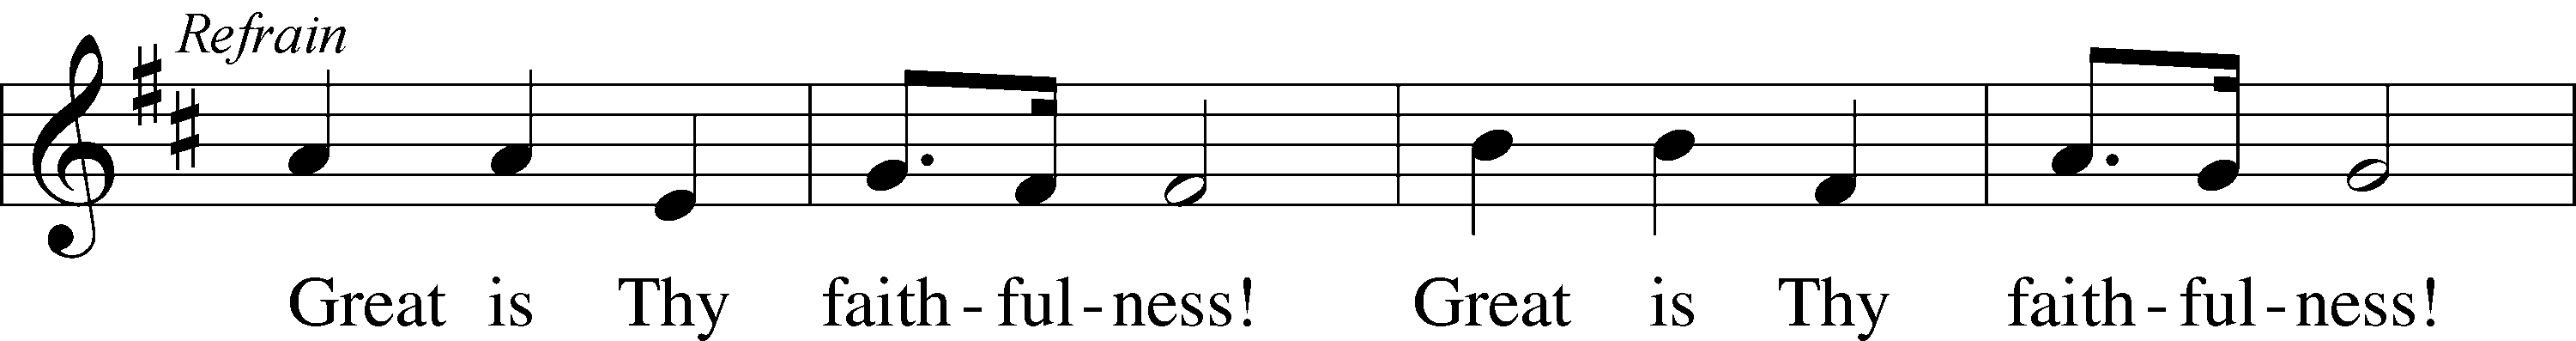 Refrain
Great is Thy faith-ful-ness! Great is Thy faith-ful-ness!